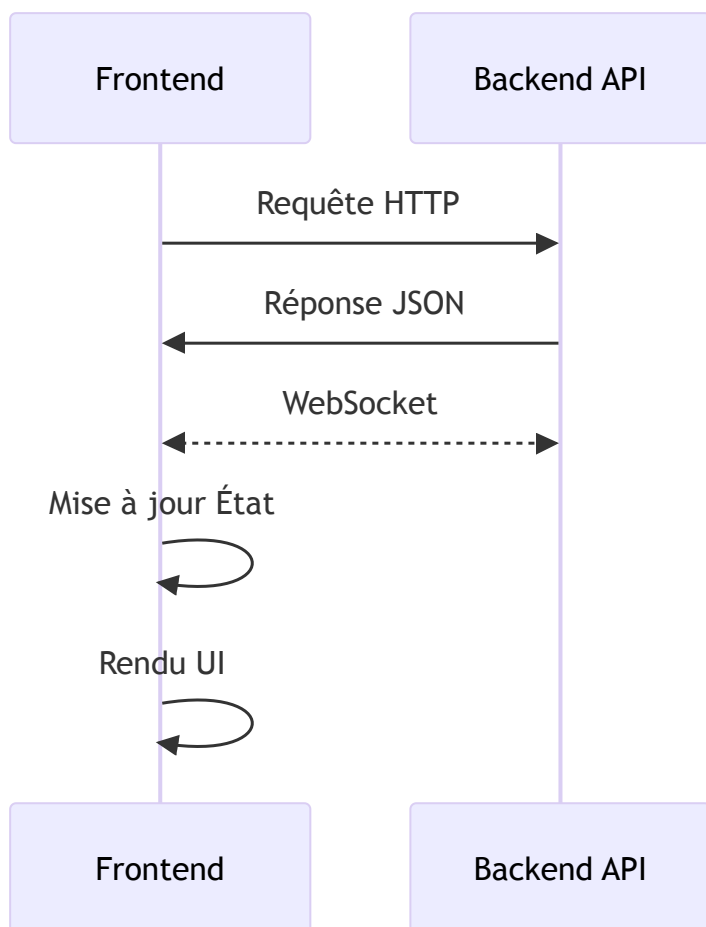 Frontend
Backend API
Requête HTTP
Réponse JSON
WebSocket
Mise à jour État
Rendu UI
Frontend
Backend API